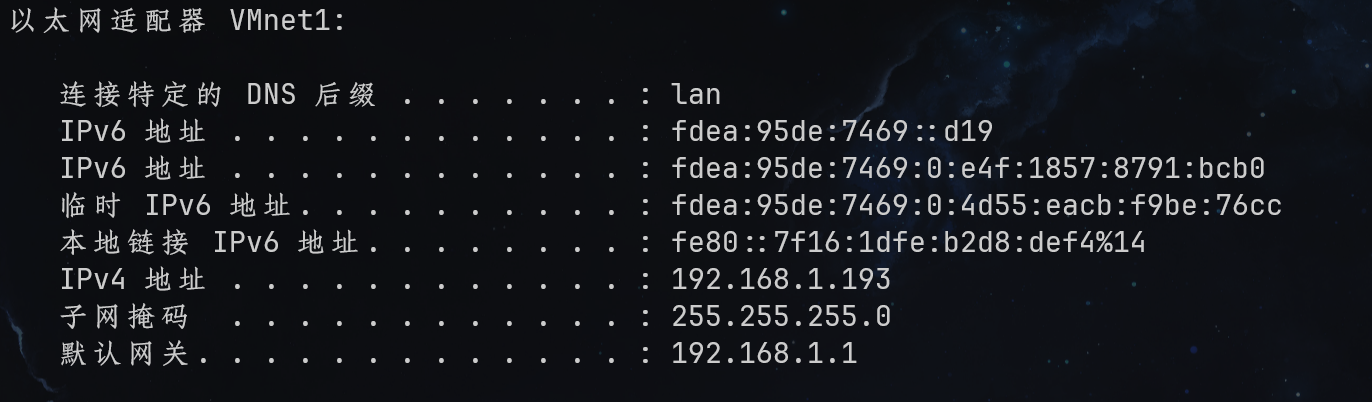 以太网适配器 VMnet1:
连接特定的 DNS 后缀 . . . . . . . : lan
IPv6 地址 . . . . . . . . . . . . : fdea:95de:7469::d19
IPv6 地址 . . . . . . . . . . . . : fdea:95de:7469:0:e4f:1857:8791:bcb0
临时 IPv6 地址. . . . . . . . . . : fdea:95de:7469:0:4d55:eacb:f9be:76cc
本地链接 IPv6 地址. . . . . . . . : fe80::7f16:1dfe:b2d8:def4%14
IPv4 地址 . . . . . . . . . . . . : 192.168.1.193
子网掩码  . . . . . . . . . . . . : 255.255.255.0
默认网关. . . . . . . . . . . . . : 192.168.1.1